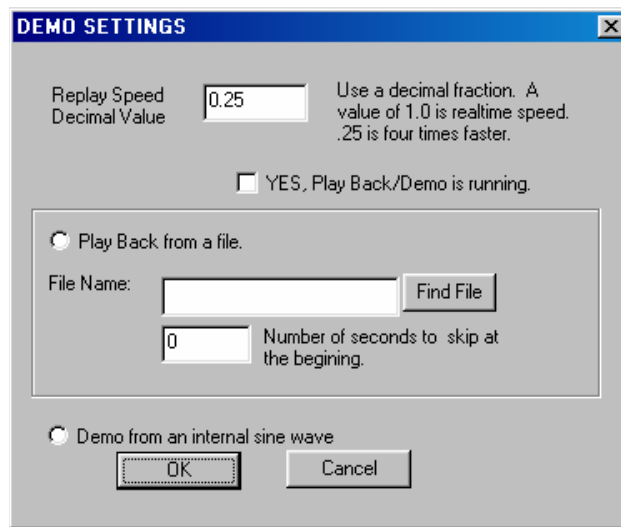 DEMO SETTINGS
Replay Speed
Decimal Value
0.25
Use a decimal fraction. A
value of 1.0 is realtime speed.
.25 is four times faster.
YES, Play Back/Demo is running.
Play Back from a file.
File Name:
Find File
0
Number of seconds to skip at
the begining.
Demo from an internal sine wave
OK
Cancel